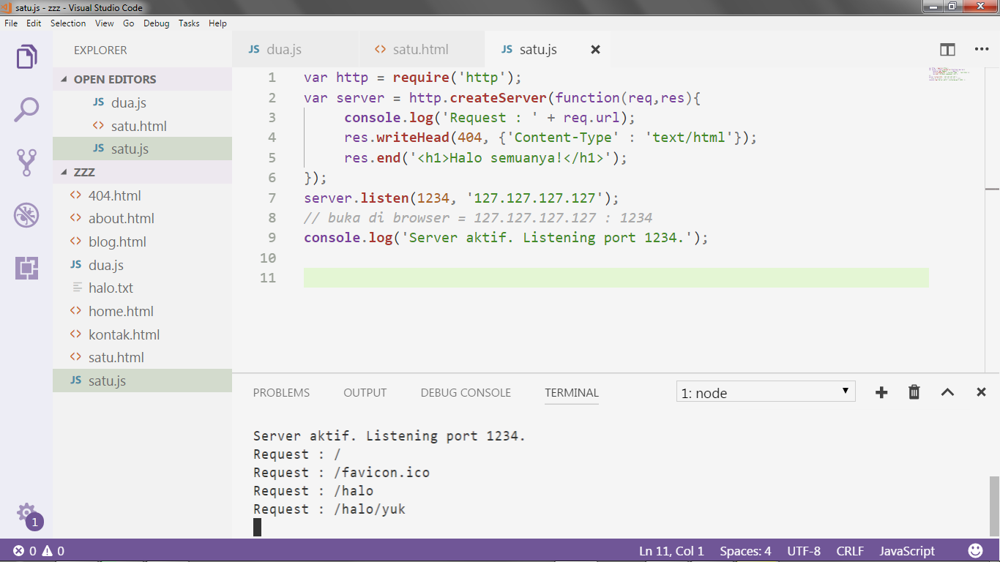 satu.js - zzz - Visual Studio Code
File Edit Selection View Go Debug Tasks Help
EXPLORER
OPEN EDITORS
JS dua.js
<> satu.html
JS satu.js
ZZZ
<> 404.html
<> about.html
<> blog.html
JS dua.js
halo.txt
<> home.html
<> kontak.html
<> satu.html
JS satu.js
1
JS dua.js <> satu.html JS satu.js
1 var http = require('http');
2 var server = http.createServer(function(req,res){
3 console.log('Request : ' + req.url);
4 res.writeHead(404, {'Content-Type' : 'text/html'});
5 res.end('<h1>Halo semuanya!</h1>');
6 });
7 server.listen(1234, '127.127.127.127');
8 // buka di browser = 127.127.127.127 : 1234
9 console.log('Server aktif. Listening port 1234.');
10
11
PROBLEMS OUTPUT DEBUG CONSOLE TERMINAL 1: node
Server aktif. Listening port 1234.
Request : /
Request : /favicon.ico
Request : /halo
Request : /halo/yuk
0 0 Ln 11, Col 1 Spaces: 4 UTF-8 CRLF JavaScript